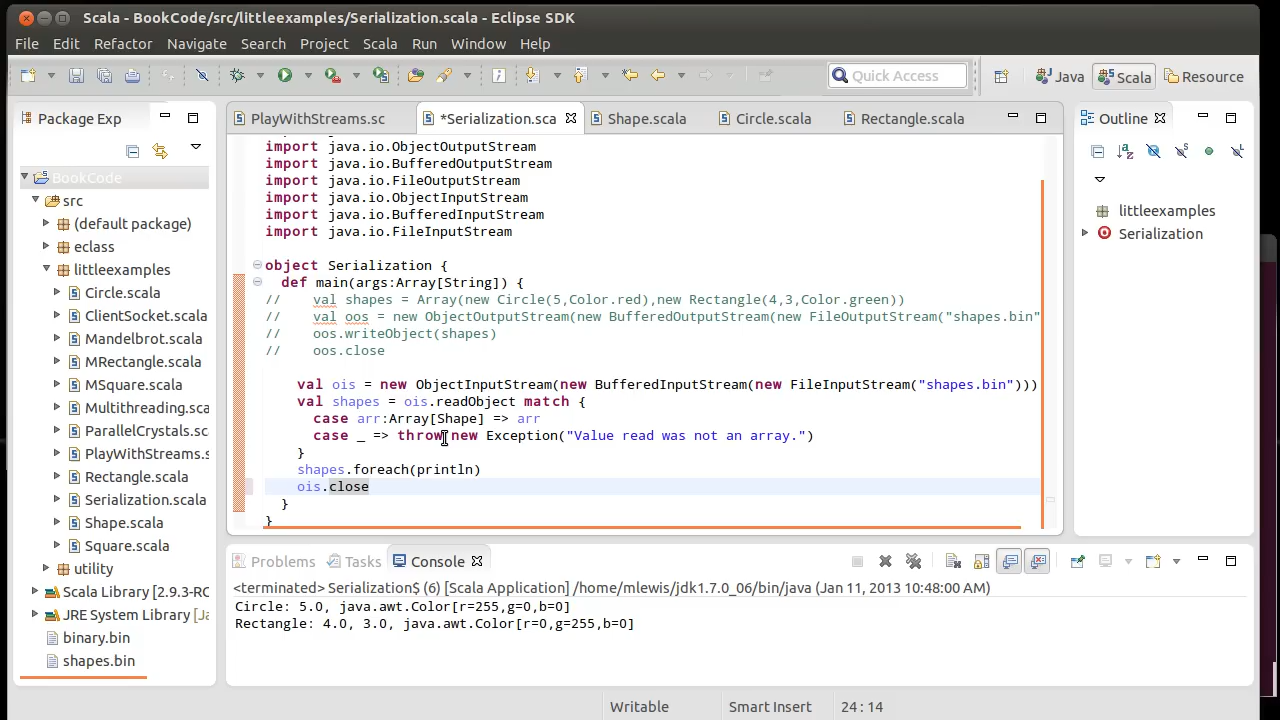 Scala - BookCode/src/littleexamples/Serialization.scala - Eclipse SDK
File Edit Refactor Navigate Search Project Scala Run Window Help
Quick Access Java Scala Resource
Package Exp
BookCode
src
(default package)
eclass
littleexamples
Circle.scala
ClientSocket.scala
Mandelbrot.scala
MRectangle.scala
MSquare.scala
Multithreading.sca
ParallelCrystals.sc
PlayWithStreams.s
Rectangle.scala
Serialization.scala
Shape.scala
Square.scala
utility
Scala Library [2.9.3-RC
JRE System Library [Ja
binary.bin
shapes.bin
PlayWithStreams.sc *Serialization.sca Shape.scala Circle.scala Rectangle.scala
import java.io.ObjectOutputStream
import java.io.BufferedOutputStream
import java.io.FileOutputStream
import java.io.ObjectInputStream
import java.io.BufferedInputStream
import java.io.FileInputStream
object Serialization {
def main(args:Array[String]) {
// val shapes = Array(new Circle(5,Color.red),new Rectangle(4,3,Color.green))
// val oos = new ObjectOutputStream(new BufferedOutputStream(new FileOutputStream("shapes.bin"
// oos.writeObject(shapes)
// oos.close
val ois = new ObjectInputStream(new BufferedInputStream(new FileInputStream("shapes.bin")))
val shapes = ois.readObject match {
case arr:Array[Shape] => arr
case _ => throw new Exception("Value read was not an array.")
}
shapes.foreach(println)
ois.close
}
}
Outline
littleexamples
Serialization
Problems Tasks Console
<terminated> Serialization$ (6) [Scala Application] /home/mlewis/jdk1.7.0_06/bin/java (Jan 11, 2013 10:48:00 AM)
Circle: 5.0, java.awt.Color[r=255,g=0,b=0]
Rectangle: 4.0, 3.0, java.awt.Color[r=0,g=255,b=0]
Writable Smart Insert 24 : 14